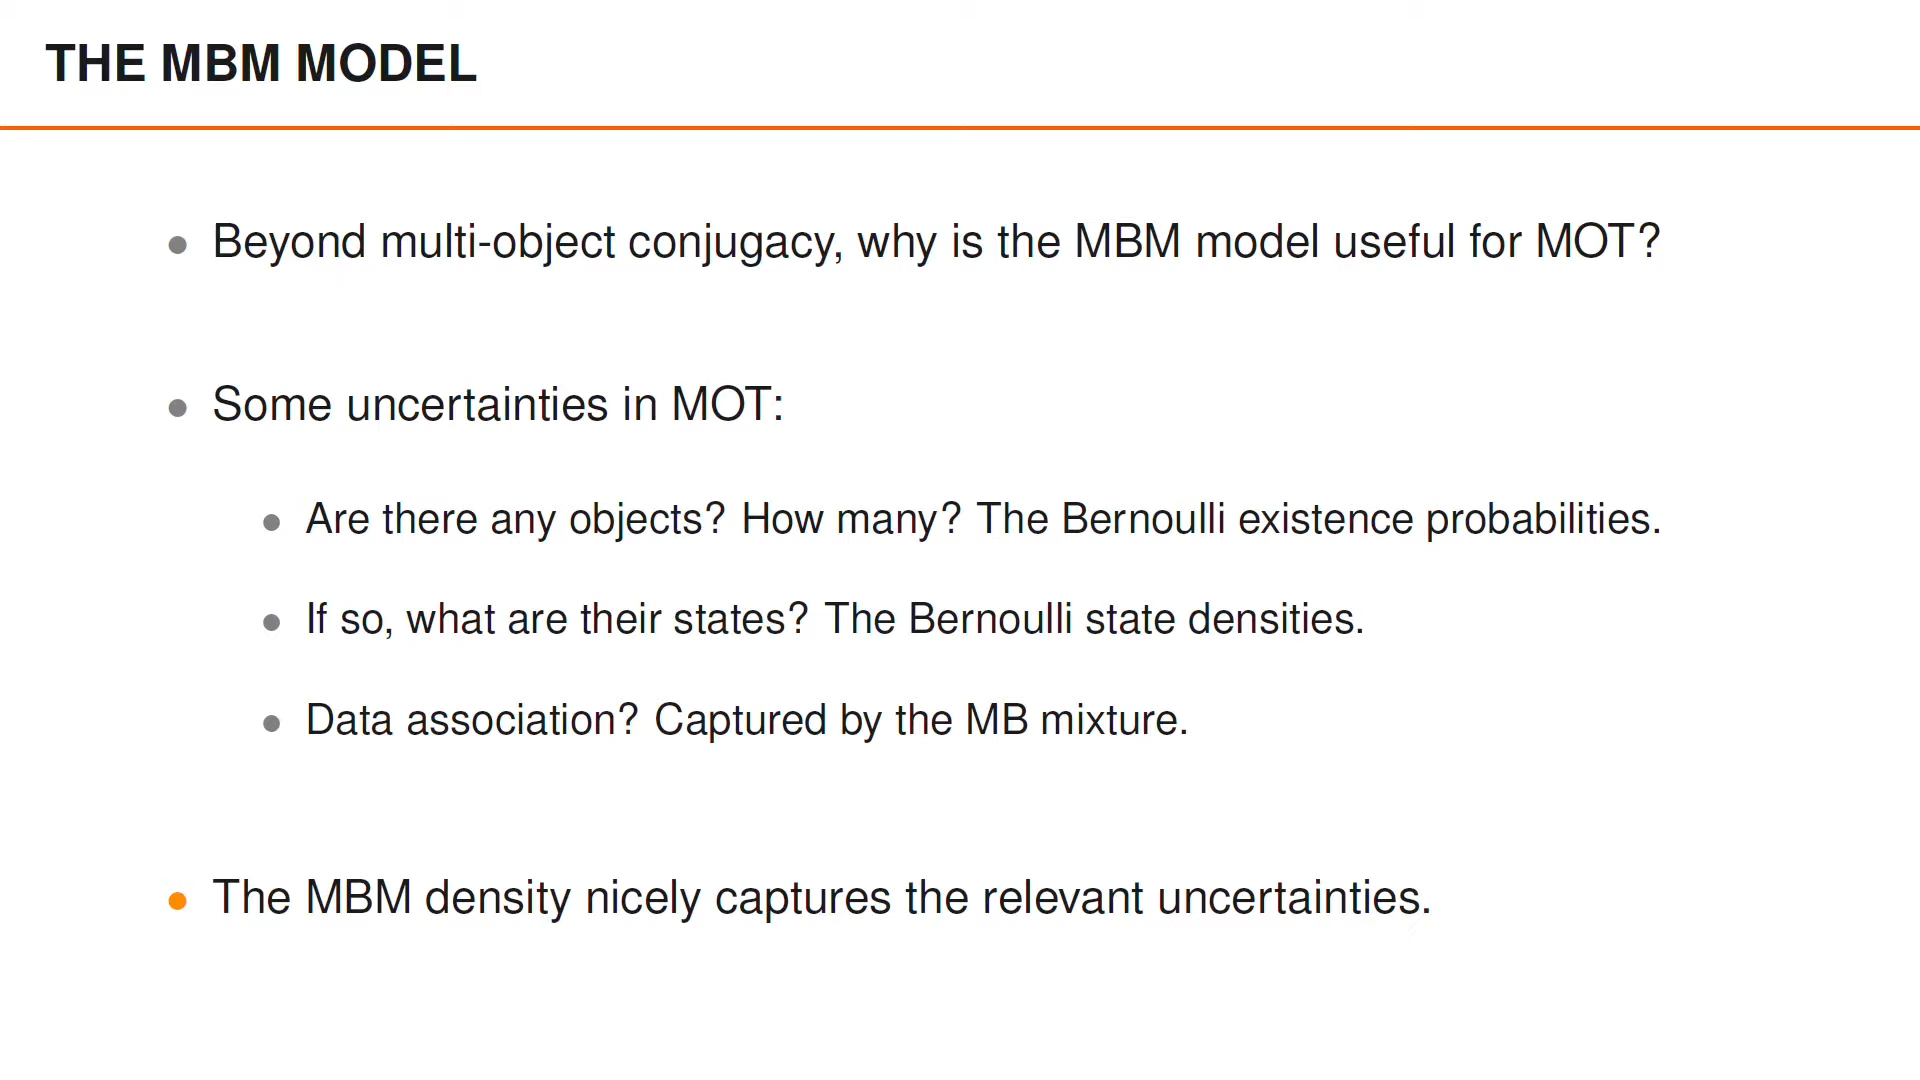 THE MBM MODEL
Beyond multi-object conjugacy, why is the MBM model useful for MOT?
Some uncertainties in MOT:
Are there any objects? How many? The Bernoulli existence probabilities.
If so, what are their states? The Bernoulli state densities.
Data association? Captured by the MB mixture.
The MBM density nicely captures the relevant uncertainties.